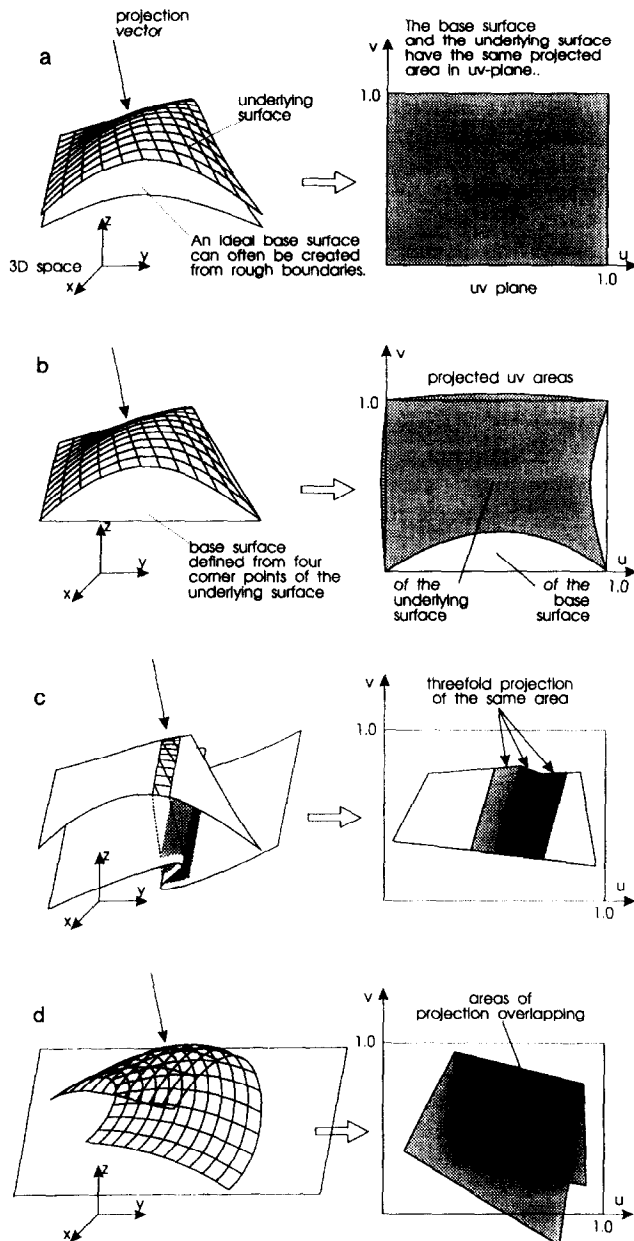 a
projection
vector
underlying
surface
An ideal base surface
can often be created
from rough boundaries.
3D space
z
y
x
The base surface
and the underlying surface
have the same projected
area in uv-plane..
v
1.0
u
1.0
uv plane
b
z
y
x
base surface
defined from four
corner points of the
underlying surface
v
1.0
projected uv areas
of the
underlying
surface
of the
base
surface
u
1.0
c
z
y
x
v
1.0
threefold projection
of the same area
u
1.0
d
z
y
x
v
1.0
areas of
projection overlapping
u
1.0